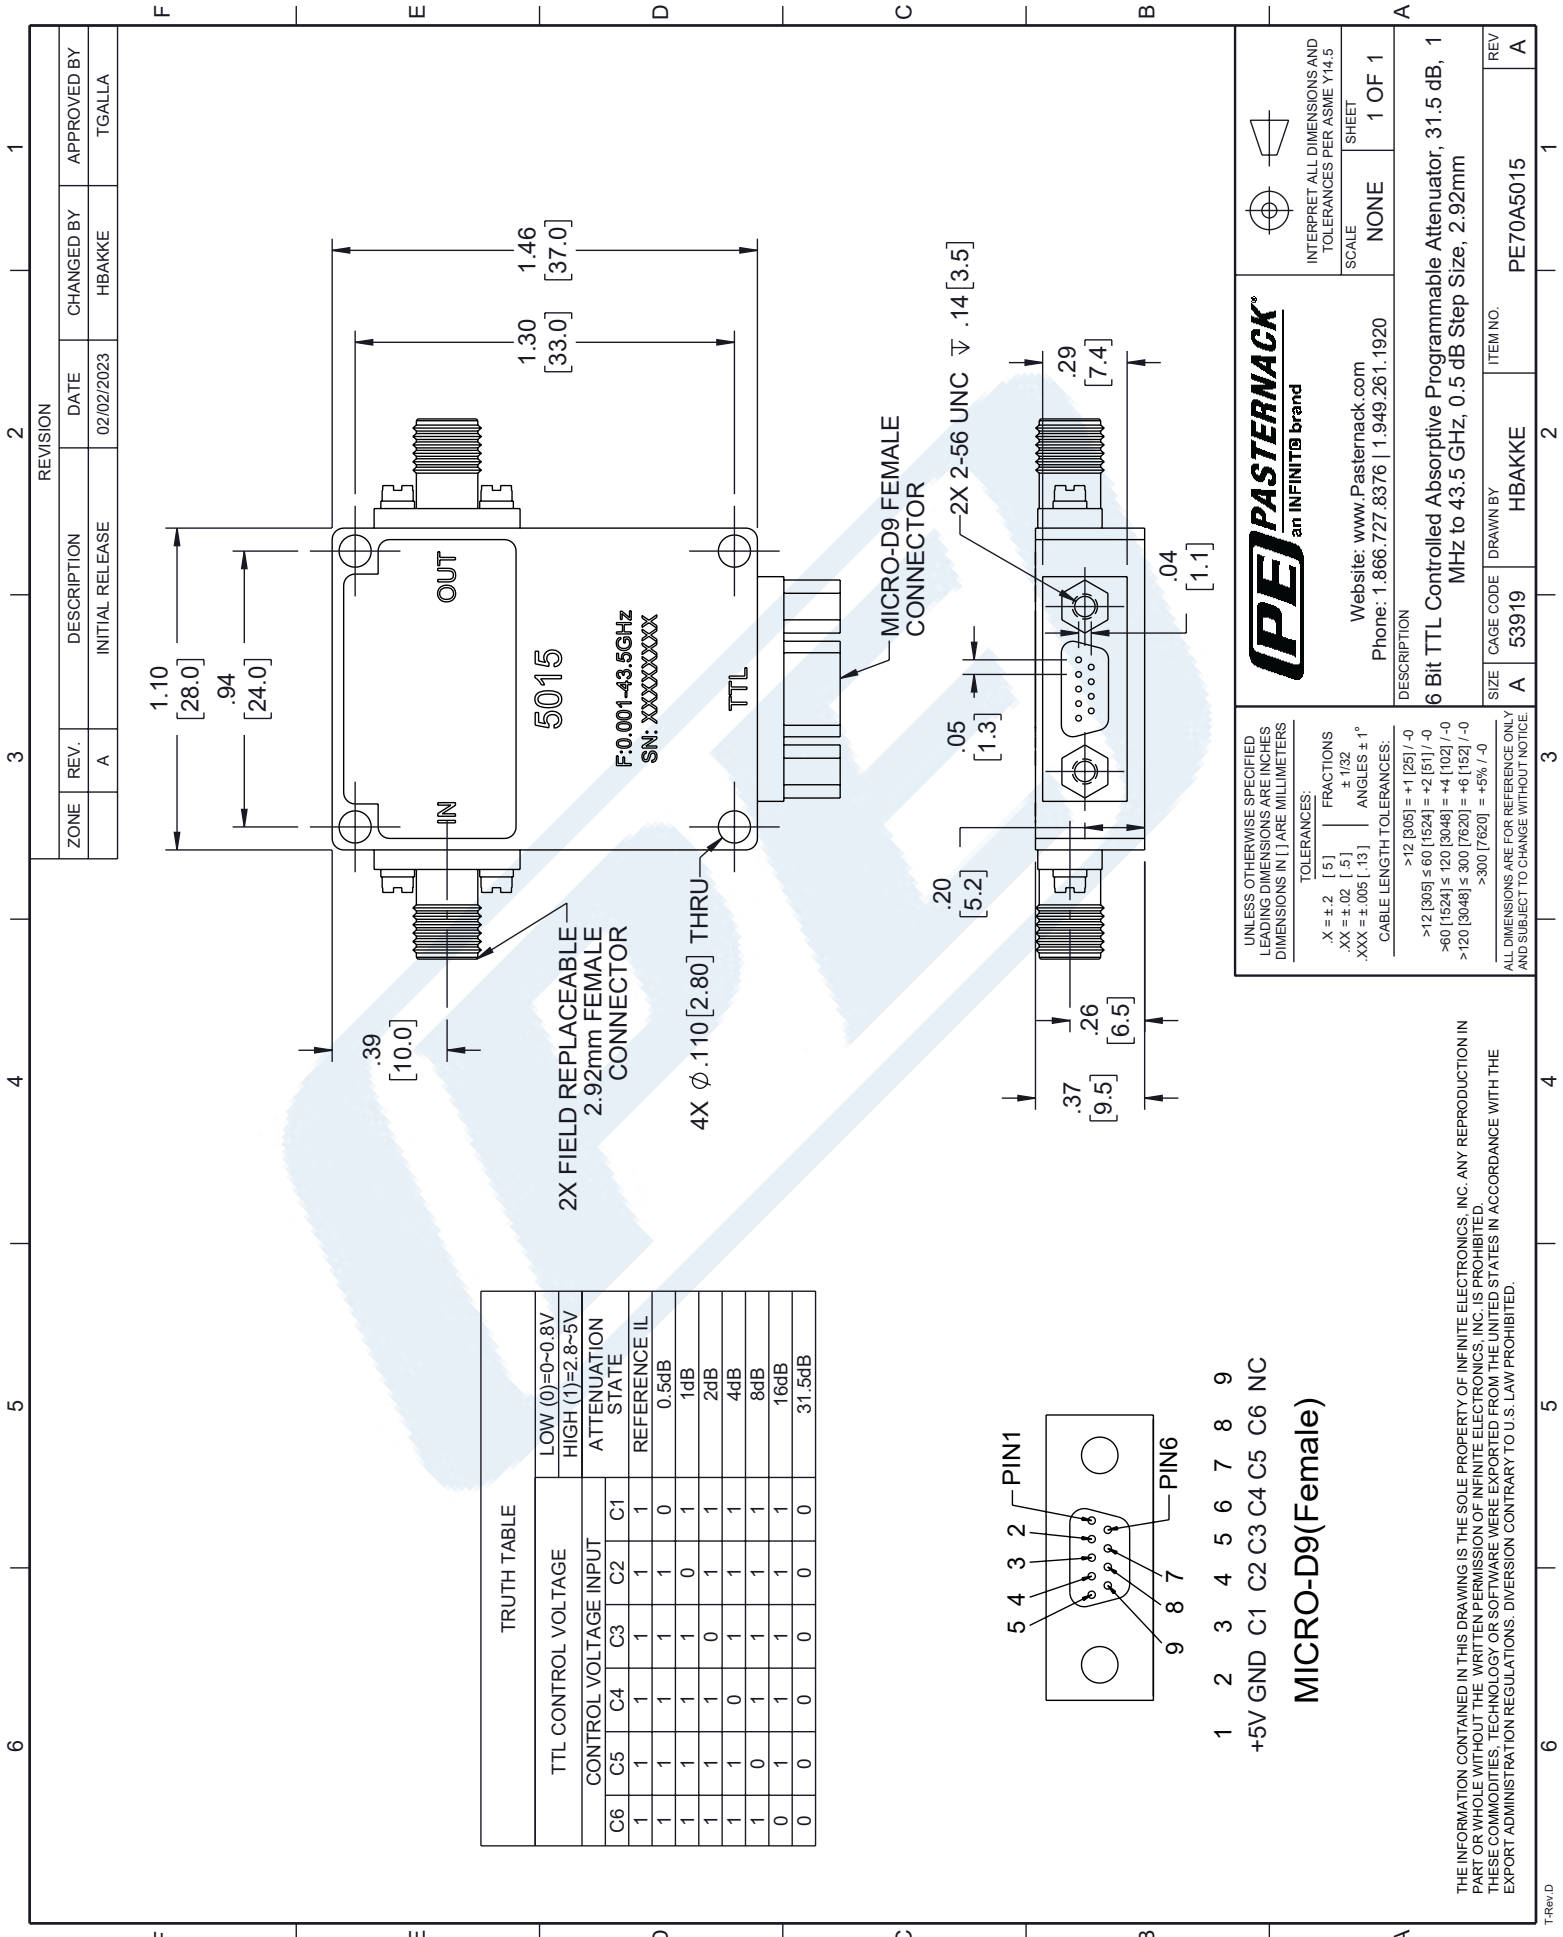 6
5
4
3
2
1
F
E
D
C
B
A
REVISION
ZONE REV. DESCRIPTION DATE CHANGED BY APPROVED BY
A INITIAL RELEASE 02/02/2023 HBAKKE TGALLA
TRUTH TABLE
TTL CONTROL VOLTAGE
LOW (0)=0~0.8V
HIGH (1)=2.8~5V
CONTROL VOLTAGE INPUT
ATTENUATION
STATE
C6 C5 C4 C3 C2 C1
1 1 1 1 1 1 REFERENCE IL
1 1 1 1 1 0 0.5dB
1 1 1 1 0 1 1dB
1 1 1 0 1 1 2dB
1 1 0 1 1 1 4dB
1 0 1 1 1 1 8dB
0 1 1 1 1 1 16dB
0 0 0 0 0 0 31.5dB
1.10
[28.0]
.94
[24.0]
.39
[10.0]
1.30
[33.0]
1.46
[37.0]
IN
OUT
5015
F:0.001-43.5GHz
SN: XXXXXXXX
TTL
2X FIELD REPLACEABLE
2.92mm FEMALE
CONNECTOR
4X Ø.110[2.80] THRU
MICRO-D9 FEMALE
CONNECTOR
2X 2-56 UNC ↧ .14[3.5]
.05
[1.3]
.20
[5.2]
.29
[7.4]
.04
[1.1]
.26
[6.5]
.37
[9.5]
5 4 3 2 PIN1
9 8 7 PIN6
1 2 3 4 5 6 7 8 9
+5V GND C1 C2 C3 C4 C5 C6 NC
MICRO-D9(Female)
THE INFORMATION CONTAINED IN THIS DRAWING IS THE SOLE PROPERTY OF INFINITE ELECTRONICS, INC. ANY REPRODUCTION IN
PART OR WHOLE WITHOUT THE WRITTEN PERMISSION OF INFINITE ELECTRONICS, INC. IS PROHIBITED.
THESE COMMODITIES, TECHNOLOGY OR SOFTWARE WERE EXPORTED FROM THE UNITED STATES IN ACCORDANCE WITH THE
EXPORT ADMINISTRATION REGULATIONS. DIVERSION CONTRARY TO U.S. LAW PROHIBITED.
UNLESS OTHERWISE SPECIFIED
LEADING DIMENSIONS ARE INCHES
DIMENSIONS IN [ ] ARE MILLIMETERS
TOLERANCES:
.X = ±.2 [ 5 ] FRACTIONS
.XX = ±.02 [ .5 ] ± 1/32
.XXX = ±.005 [ .13 ] ANGLES ± 1°
CABLE LENGTH TOLERANCES:
>12 [305] = +1 [25] / -0
>12 [305] ≤ 60 [1524] = +2 [51] / -0
>60 [1524] ≤ 120 [3048] = +4 [102] / -0
>120 [3048] ≤ 300 [7620] = +6 [152] / -0
>300 [7620] = +5% / -0
ALL DIMENSIONS ARE FOR REFERENCE ONLY
AND SUBJECT TO CHANGE WITHOUT NOTICE.
PE PASTERNACK®
an INFINITE brand
Website: www.Pasternack.com
Phone: 1.866.727.8376 | 1.949.261.1920
INTERPRET ALL DIMENSIONS AND
TOLERANCES PER ASME Y14.5
SCALE NONE
SHEET 1 OF 1
DESCRIPTION
6 Bit TTL Controlled Absorptive Programmable Attenuator, 31.5 dB, 1
MHz to 43.5 GHz, 0.5 dB Step Size, 2.92mm
SIZE A
CAGE CODE 53919
DRAWN BY HBAKKE
ITEM NO. PE70A5015
REV A
6
5
4
3
2
1
F
E
D
C
B
A
T-Rev.D
PE